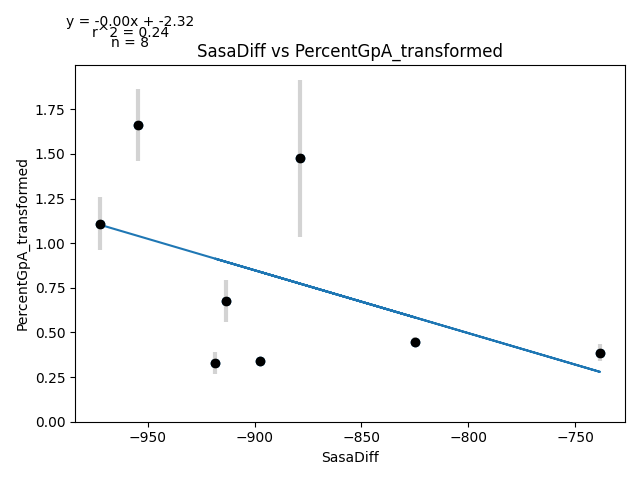 y = -0.00x + -2.32
r^2 = 0.24
n = 8
SasaDiff vs PercentGpA_transformed
1.75
1.50
1.25
1.00
0.75
0.50
0.25
0.00
PercentGpA_transformed
−950
−900
−850
−800
−750
SasaDiff